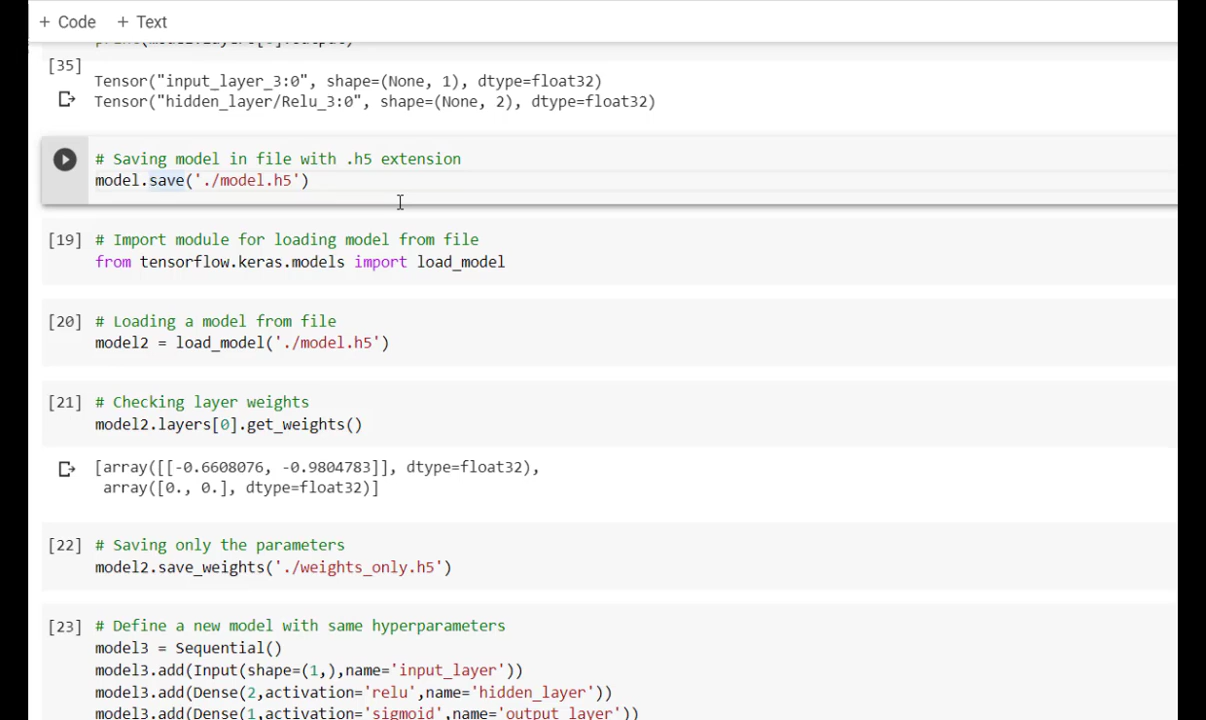 + Code + Text
[35]
Tensor("input_layer_3:0", shape=(None, 1), dtype=float32)
Tensor("hidden_layer/Relu_3:0", shape=(None, 2), dtype=float32)
# Saving model in file with .h5 extension
model.save('./model.h5')
[19] # Import module for loading model from file
from tensorflow.keras.models import load_model
[20] # Loading a model from file
model2 = load_model('./model.h5')
[21] # Checking layer weights
model2.layers[0].get_weights()
[array([[-0.6608076, -0.9804783]], dtype=float32),
array([0., 0.], dtype=float32)]
[22] # Saving only the parameters
model2.save_weights('./weights_only.h5')
[23] # Define a new model with same hyperparameters
model3 = Sequential()
model3.add(Input(shape=(1,),name='input_layer'))
model3.add(Dense(2,activation='relu',name='hidden_layer'))
model3.add(Dense(1,activation='sigmoid',name='output_layer'))